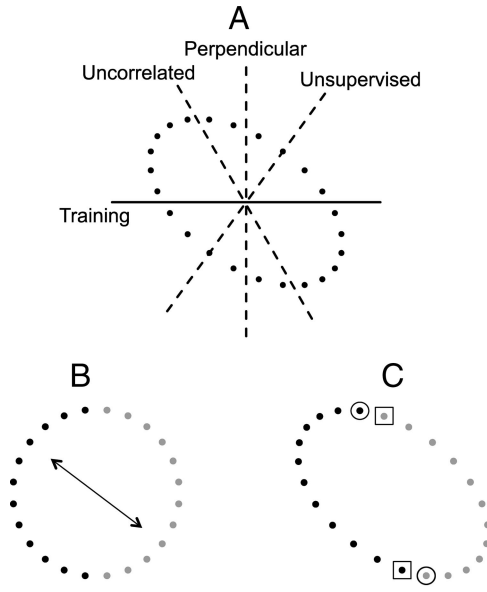 A
Perpendicular
Uncorrelated
Unsupervised
Training
B
C